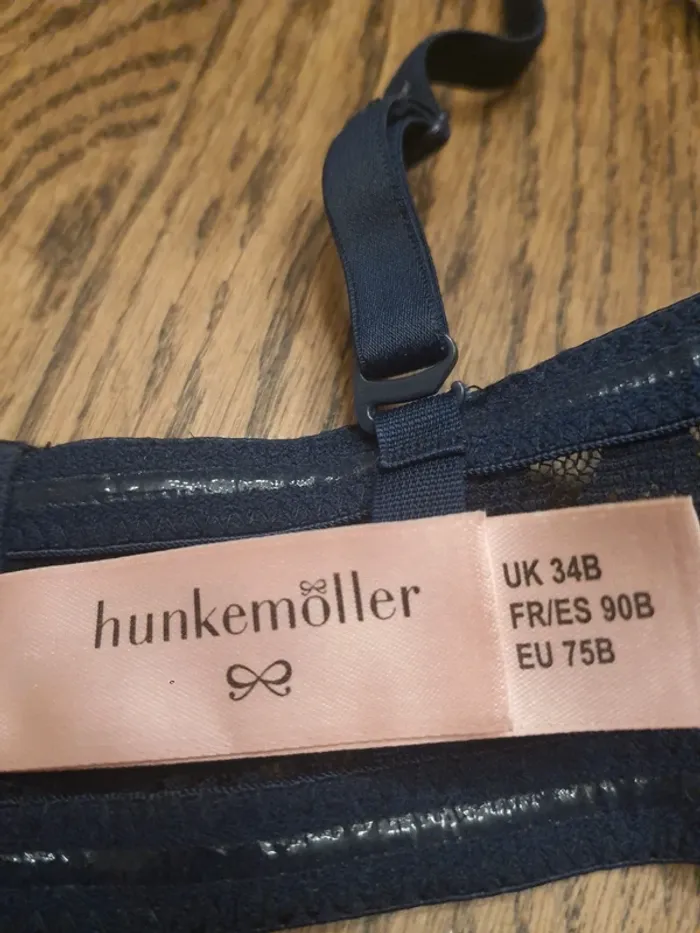 hunkemöller
UK 34B
FR/ES 90B
EU 75B